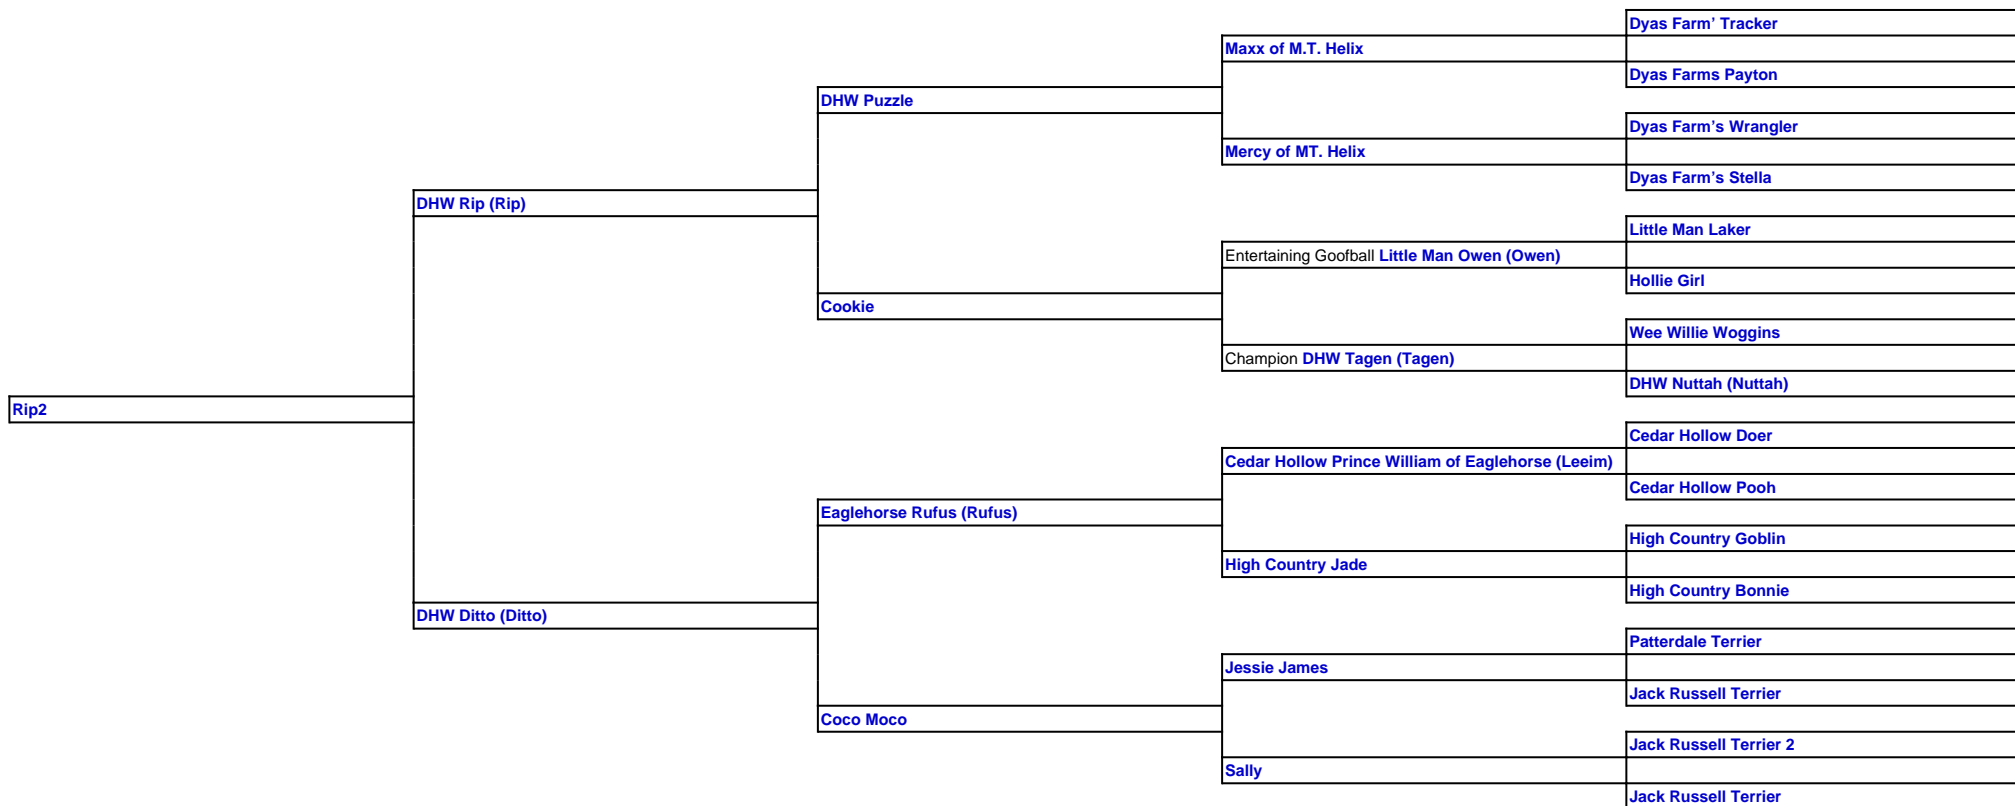 Dyas Farm’ Tracker
Maxx of M.T. Helix
Dyas Farms Payton
DHW Puzzle
Dyas Farm’s Wrangler
Mercy of MT. Helix
Dyas Farm’s Stella
DHW Rip (Rip)
Little Man Laker
Entertaining Goofball Little Man Owen (Owen)
Hollie Girl
Cookie
Wee Willie Woggins
Champion DHW Tagen (Tagen)
DHW Nuttah (Nuttah)
Rip2
Cedar Hollow Doer
Cedar Hollow Prince William of Eaglehorse (Leeim)
Cedar Hollow Pooh
Eaglehorse Rufus (Rufus)
High Country Goblin
High Country Jade
High Country Bonnie
DHW Ditto (Ditto)
Patterdale Terrier
Jessie James
Jack Russell Terrier
Coco Moco
Jack Russell Terrier 2
Sally
Jack Russell Terrier